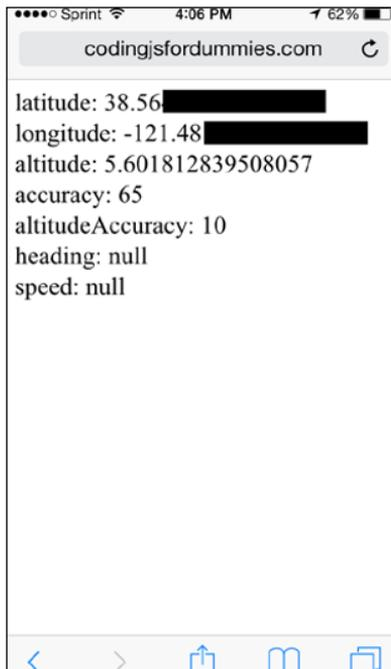 Sprint 4:06 PM 62%
codingjsfordummies.com
latitude: 38.56
longitude: -121.48
altitude: 5.601812839508057
accuracy: 65
altitudeAccuracy: 10
heading: null
speed: null